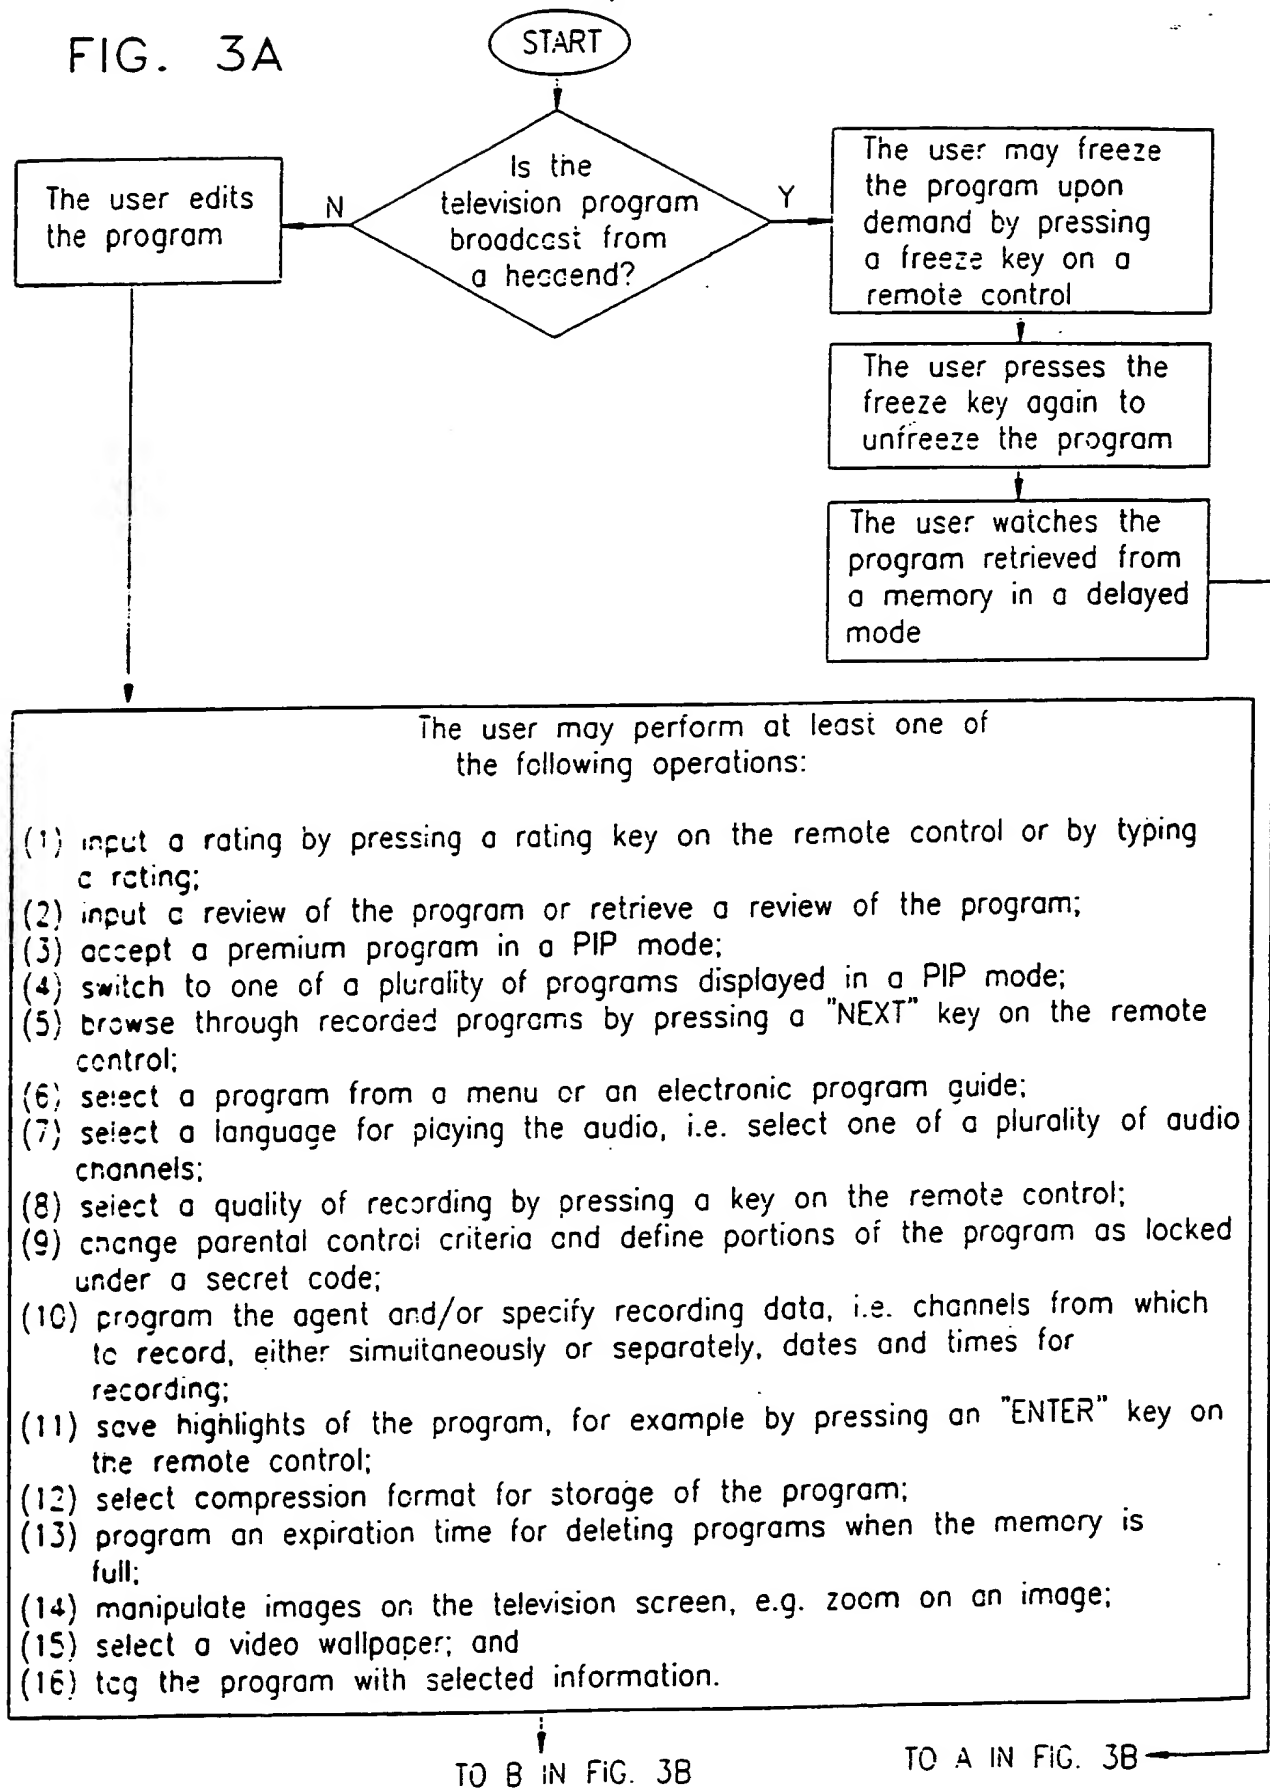 FIG. 3A
START
Is the
television program
broadcast from
a headend?
N
Y
The user edits
the program
The user may freeze
the program upon
demand by pressing
a freeze key on a
remote control
The user presses the
freeze key again to
unfreeze the program
The user watches the
program retrieved from
a memory in a delayed
mode
The user may perform at least one of
the following operations:
(1) input a rating by pressing a rating key on the remote control or by typing
a rating;
(2) input a review of the program or retrieve a review of the program;
(3) accept a premium program in a PIP mode;
(4) switch to one of a plurality of programs displayed in a PIP mode;
(5) browse through recorded programs by pressing a "NEXT" key on the remote
control;
(6) select a program from a menu or an electronic program guide;
(7) select a language for playing the audio, i.e. select one of a plurality of audio
channels;
(8) select a quality of recording by pressing a key on the remote control;
(9) change parental control criteria and define portions of the program as locked
under a secret code;
(10) program the agent and/or specify recording data, i.e. channels from which
to record, either simultaneously or separately, dates and times for
recording;
(11) save highlights of the program, for example by pressing an "ENTER" key on
the remote control;
(12) select compression format for storage of the program;
(13) program an expiration time for deleting programs when the memory is
full;
(14) manipulate images on the television screen, e.g. zoom on an image;
(15) select a video wallpaper; and
(16) tag the program with selected information.
TO B IN FIG. 3B
TO A IN FIG. 3B